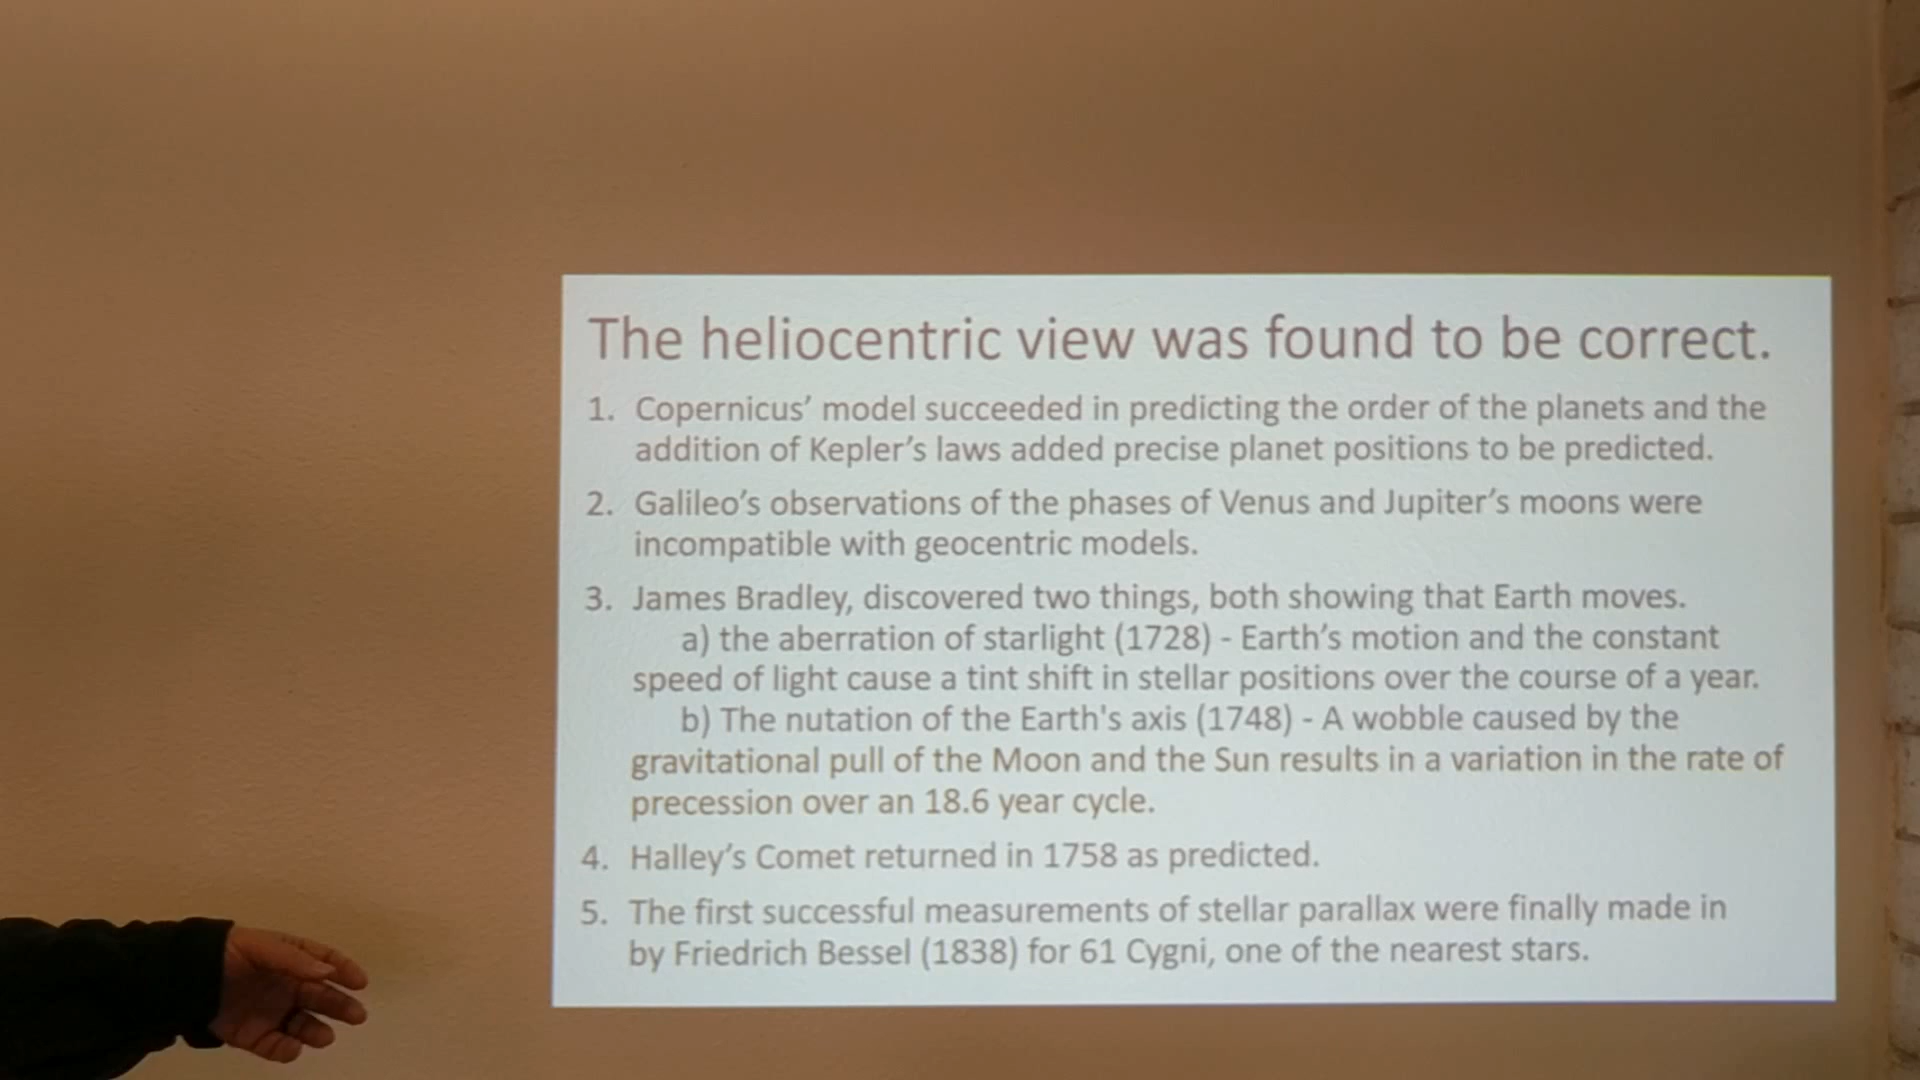 The heliocentric view was found to be correct.
1. Copernicus' model succeeded in predicting the order of the planets and the
addition of Kepler's laws added precise planet positions to be predicted.
2. Galileo's observations of the phases of Venus and Jupiter's moons were
incompatible with geocentric models.
3. James Bradley, discovered two things, both showing that Earth moves.
a) the aberration of starlight (1728) - Earth's motion and the constant
speed of light cause a tint shift in stellar positions over the course of a year.
b) The nutation of the Earth's axis (1748) - A wobble caused by the
gravitational pull of the Moon and the Sun results in a variation in the rate of
precession over an 18.6 year cycle.
4. Halley's Comet returned in 1758 as predicted.
5. The first successful measurements of stellar parallax were finally made in
by Friedrich Bessel (1838) for 61 Cygni, one of the nearest stars.